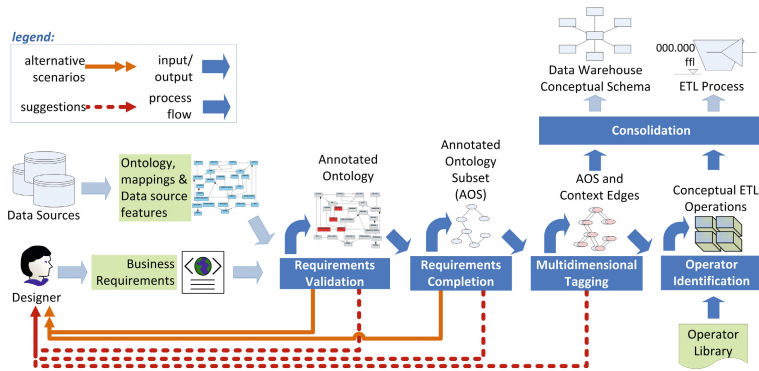 legend:
alternative
scenarios
input/
output
suggestions
process
flow
000.000
ffl
Data Warehouse
Conceptual Schema
ETL Process
Consolidation
Data Sources
Ontology,
mappings &
Data source
features
Annotated
Ontology
Annotated
Ontology
Subset
(AOS)
AOS and
Context Edges
Conceptual ETL
Operations
Designer
Business
Requirements
Requirements
Validation
Requirements
Completion
Multidimensional
Tagging
Operator
Identification
Operator
Library